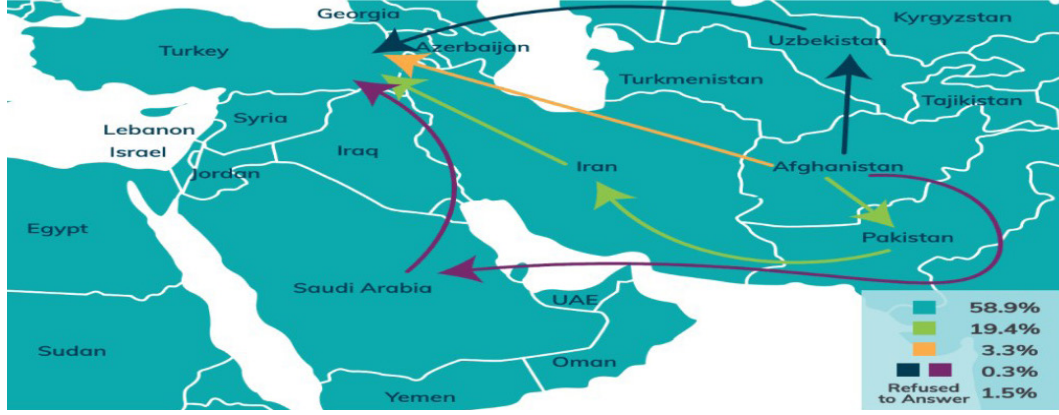 Georgia
Kyrgyzstan
Turkey
Azerbaijan
Uzbekistan
Turkmenistan
Tajikistan
Lebanon
Syria
Israel
Iraq
Iran
Afghanistan
Jordan
Egypt
Pakistan
Saudi Arabia
UAE
Sudan
Oman
Yemen
58.9%
19.4%
3.3%
0.3%
Refused
to Answer 1.5%